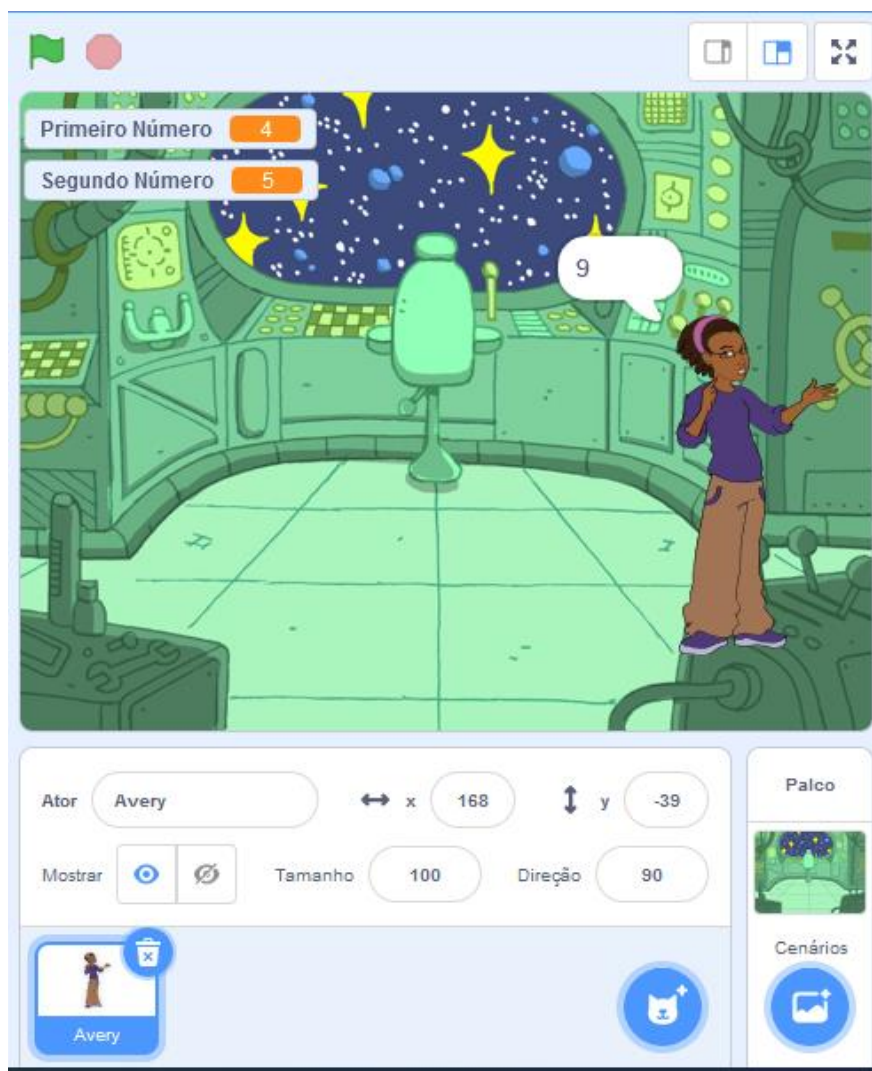 Primeiro Número 4
Segundo Número 5
9
Ator Avery x 168 y -39
Mostrar Tamanho 100 Direção 90
Avery
Palco
Cenários